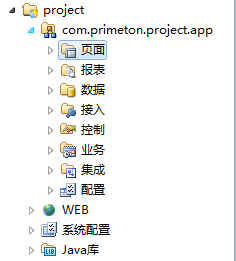 project
com.primeton.project.app
页面
报表
数据
接入
控制
业务
集成
配置
WEB
系统配置
Java库